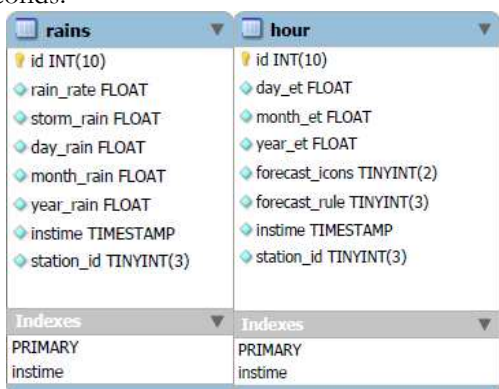 conds.
rains
id INT(10)
rain_rate FLOAT
storm_rain FLOAT
day_rain FLOAT
month_rain FLOAT
year_rain FLOAT
instime TIMESTAMP
station_id TINYINT(3)
Indexes
PRIMARY
instime
hour
id INT(10)
day_et FLOAT
month_et FLOAT
year_et FLOAT
forecast_icons TINYINT(2)
forecast_rule TINYINT(3)
instime TIMESTAMP
station_id TINYINT(3)
Indexes
PRIMARY
instime